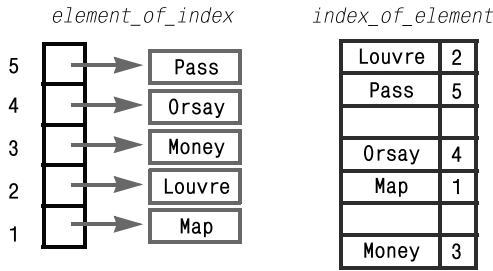 element_of_index
5 Pass
4 Orsay
3 Money
2 Louvre
1 Map
index_of_element
Louvre 2
Pass 5
Orsay 4
Map 1
Money 3